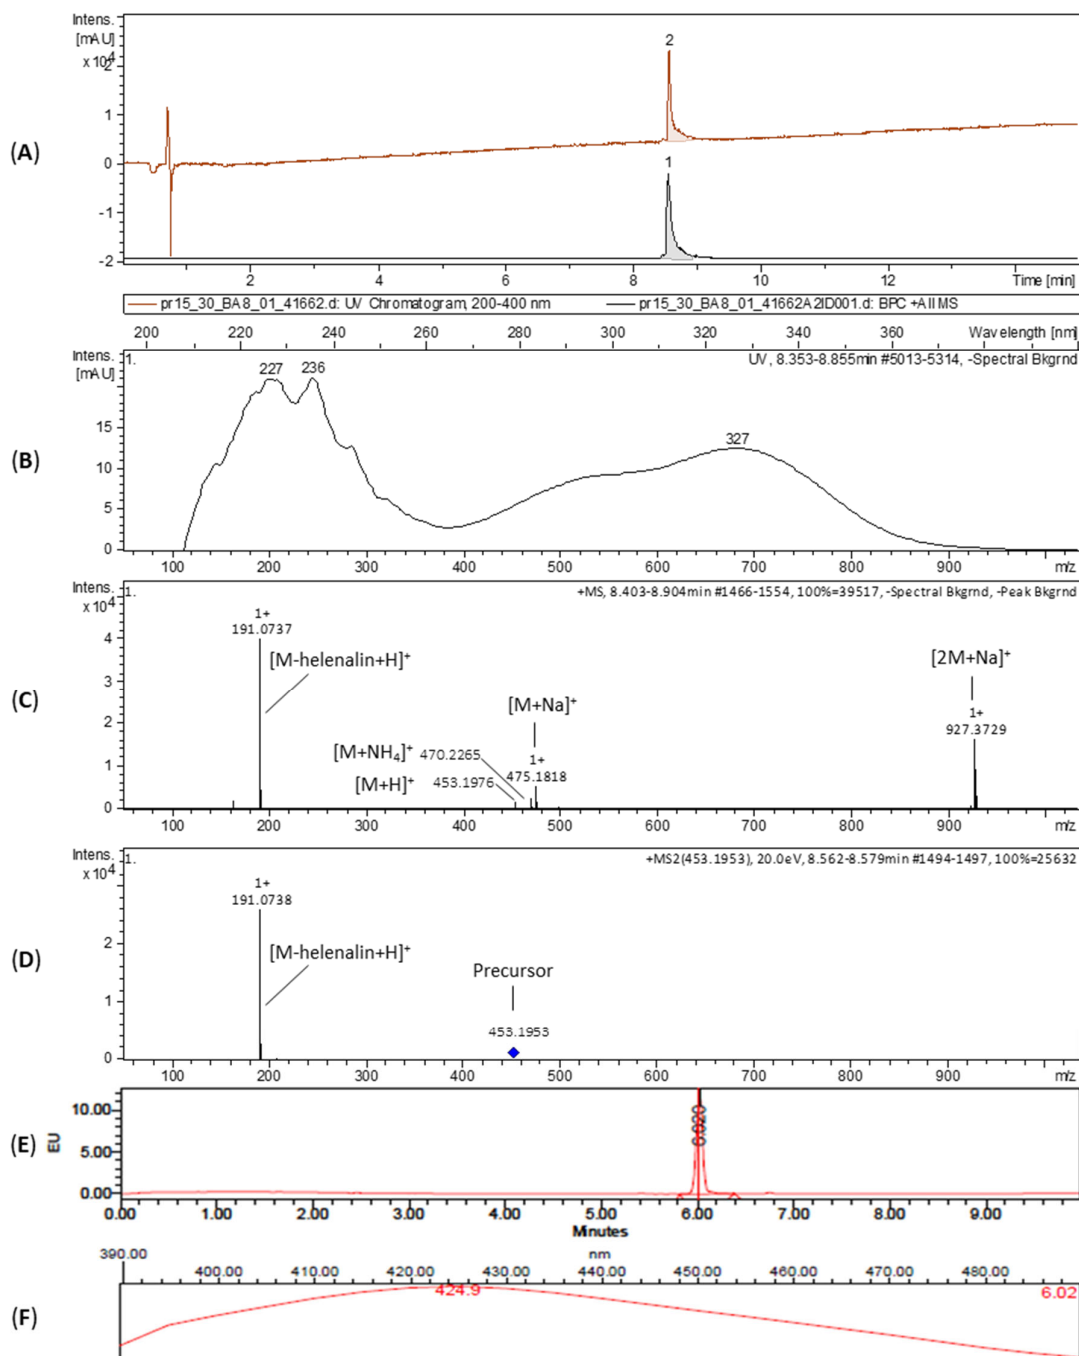 (A)
Intens.
[mAU]
x10⁴
2
1
0
-1
-2
2
1
2 4 6 8 10 12 Time [min]
pr15_30_BA8_01_41662.d: UV Chromatogram, 200-400 nm
pr15_30_BA8_01_41662A2ID001.d: BPC +All MS
(B)
200 220 240 260 280 300 320 340 360 Wavelength [nm]
Intens.
[mAU]
1.
UV, 8.353-8.855min #5013-5314, -Spectral Bkgrnd
227 236
327
15
10
5
0
100 200 300 400 500 600 700 800 900 m/z
(C)
Intens.
x10⁴
1.
+MS, 8.403-8.904min #1466-1554, 100%=39517, -Spectral Bkgrnd, -Peak Bkgrnd
4
3
2
1
0
1+
191.0737
[M-helenalin+H]⁺
[M+NH₄]⁺ 470.2265
[M+H]⁺ 453.1976
[M+Na]⁺
1+
475.1818
[2M+Na]⁺
1+
927.3729
100 200 300 400 500 600 700 800 900 m/z
(D)
Intens.
x10⁴
1.
+MS2(453.1953), 20.0eV, 8.562-8.579min #1494-1497, 100%=25632
2
1
0
1+
191.0738
[M-helenalin+H]⁺
Precursor
453.1953
100 200 300 400 500 600 700 800 900 m/z
(E)
EU
10.00
5.00
0.00
6.020
0.00 1.00 2.00 3.00 4.00 5.00 6.00 7.00 8.00 9.00
Minutes
(F)
nm
390.00 400.00 410.00 420.00 430.00 440.00 450.00 460.00 470.00 480.00
424.9
6.02